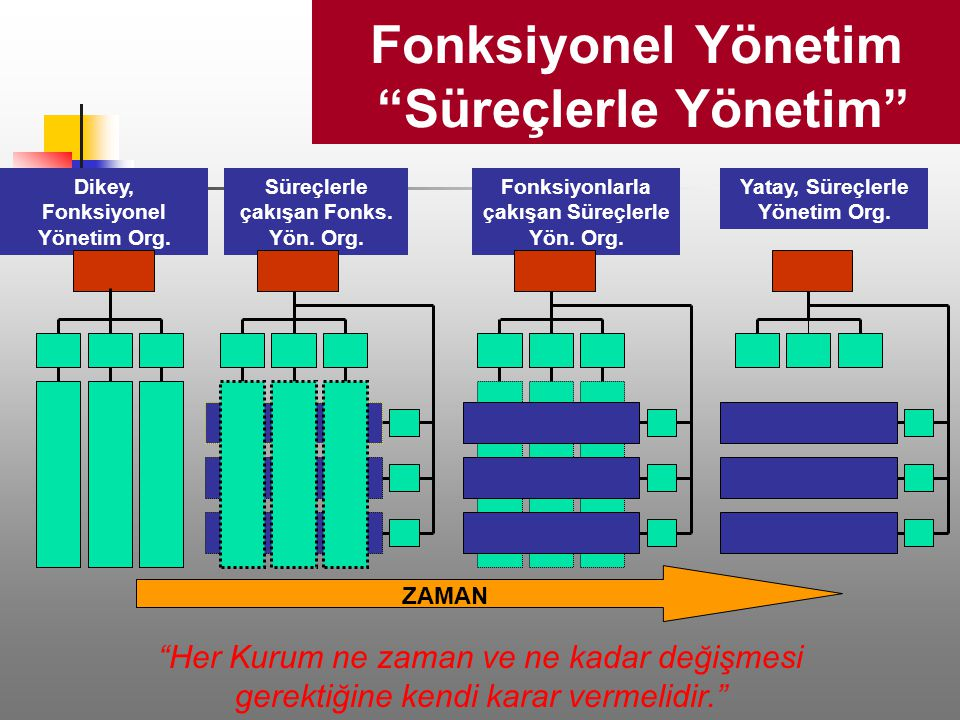 Fonksiyonel Yönetim
“Süreçlerle Yönetim”
Dikey,
Fonksiyonel
Yönetim Org.
Süreçlerle
çakışan Fonks.
Yön. Org.
Fonksiyonlarla
çakışan Süreçlerle
Yön. Org.
Yatay, Süreçlerle
Yönetim Org.
ZAMAN
“Her Kurum ne zaman ve ne kadar değişmesi
gerektiğine kendi karar vermelidir.”